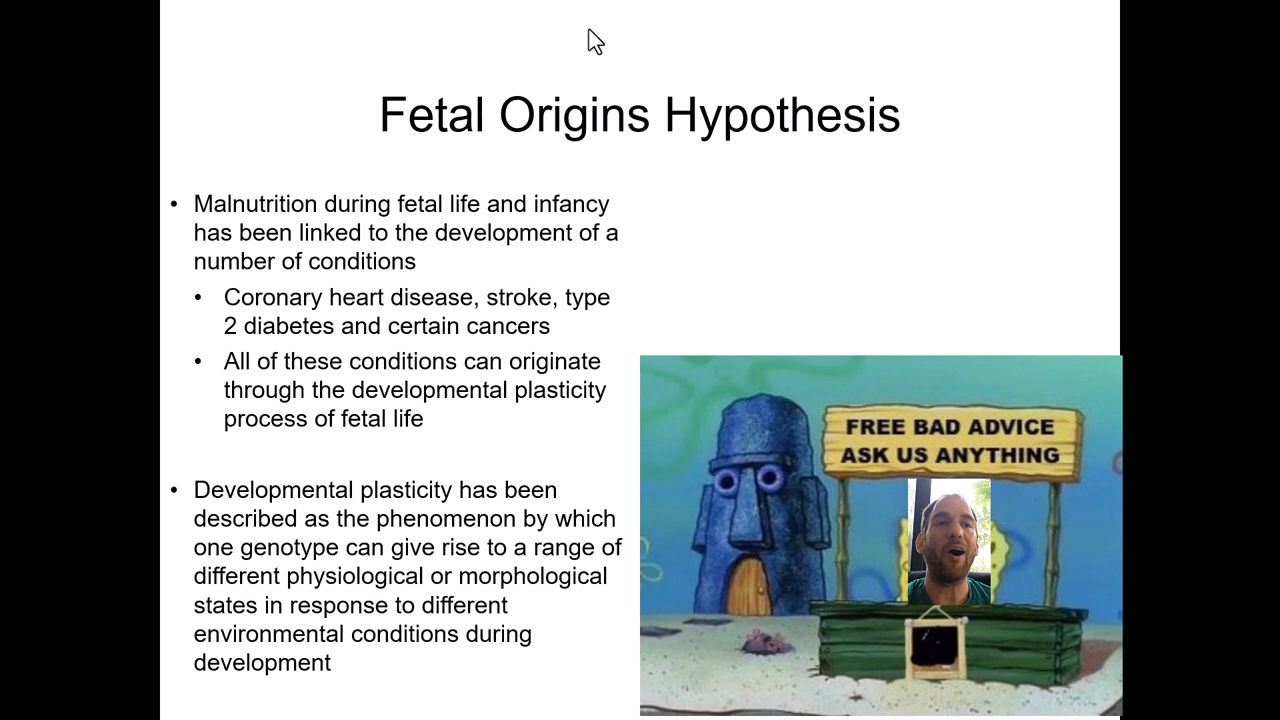 Fetal Origins Hypothesis
• Malnutrition during fetal life and infancy
has been linked to the development of a
number of conditions
• Coronary heart disease, stroke, type
2 diabetes and certain cancers
• All of these conditions can originate
through the developmental plasticity
process of fetal life
• Developmental plasticity has been
described as the phenomenon by which
one genotype can give rise to a range of
different physiological or morphological
states in response to different
environmental conditions during
development
FREE BAD ADVICE
ASK US ANYTHING